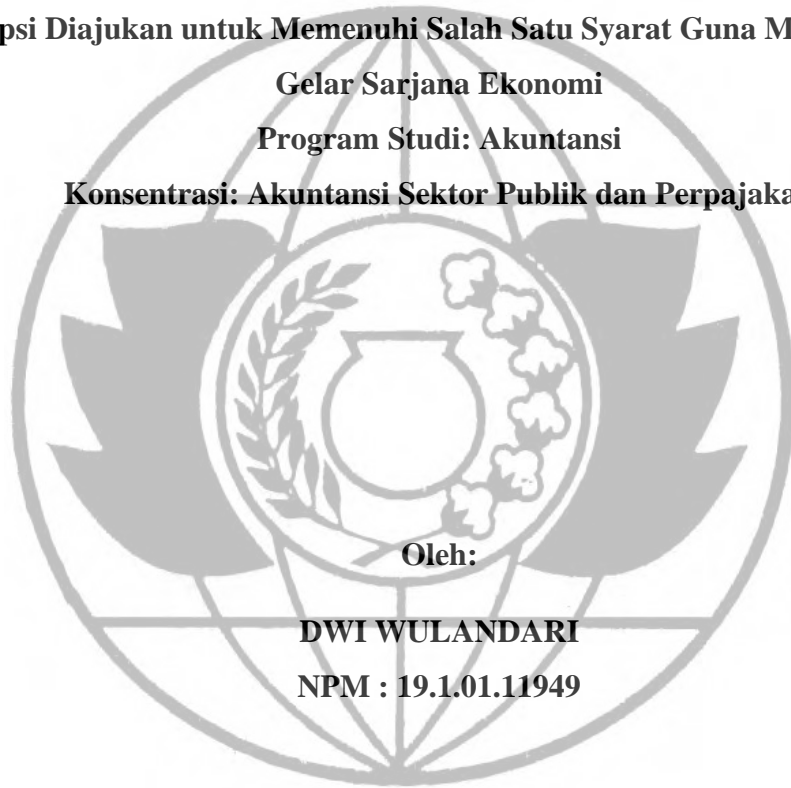 psi Diajukan untuk Memenuhi Salah Satu Syarat Guna M
Gelar Sarjana Ekonomi
Program Studi: Akuntansi
Konsentrasi: Akuntansi Sektor Publik dan Perpajaka
Oleh:
DWI WULANDARI
NPM : 19.1.01.11949